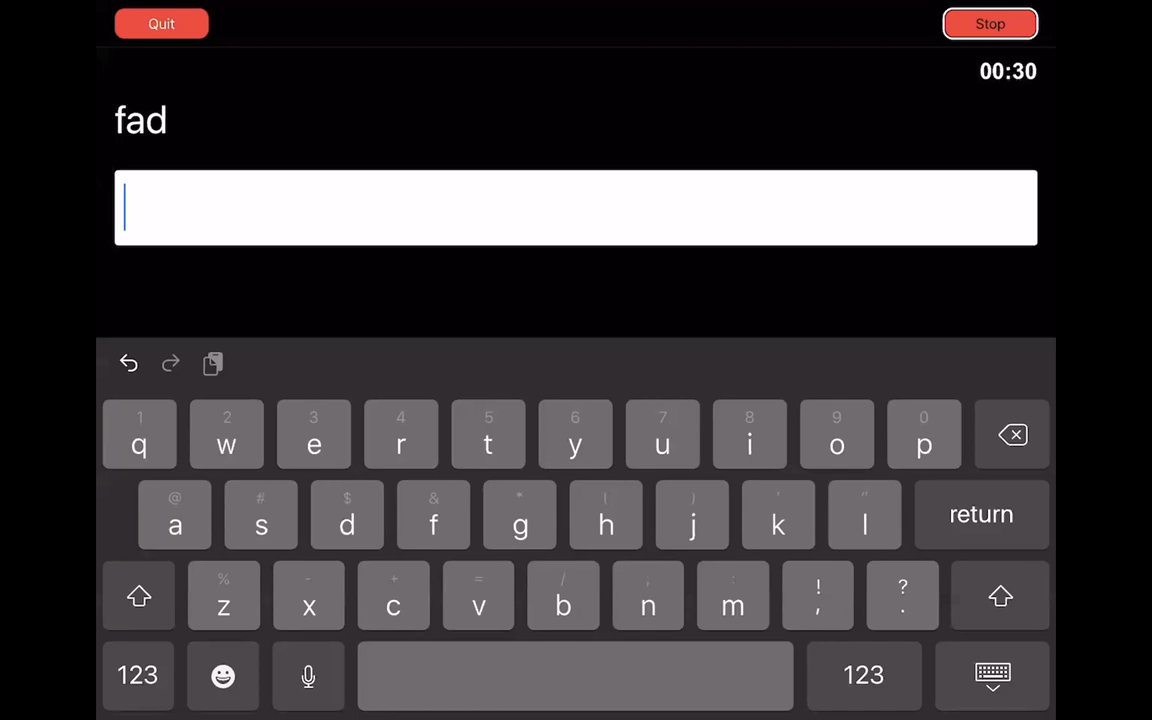 Quit Stop
00:30
fad
1 2 3 4 5 6 7 8 9 0
q w e r t y u i o p
@ # $ & * ( ) ' "
a s d f g h j k l return
% - + = / ; : ! ?
z x c v b n m , .
123 123